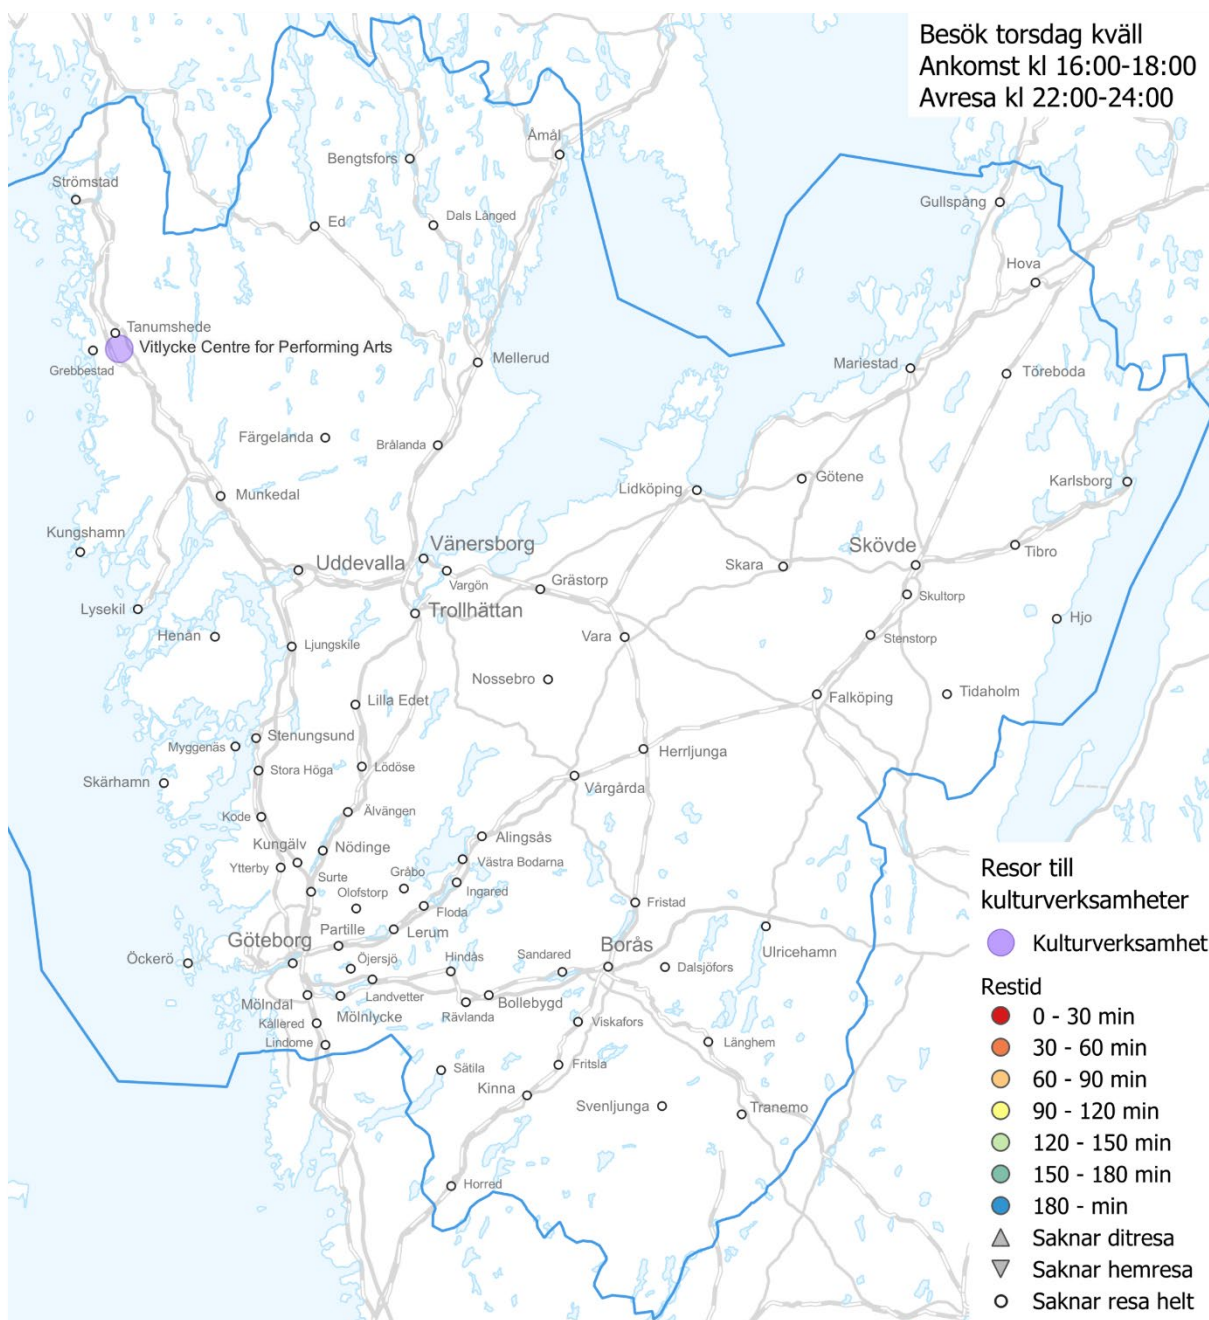 Besök torsdag kväll
Ankomst kl 16:00-18:00
Avresa kl 22:00-24:00
Åmål
Bengtsfors
Strömstad
Gullspång
Dals Långed
Ed
Hova
Tanumshede
Vitlycke Centre for Performing Arts
Grebbestad
Mellerud
Mariestad
Töreboda
Färgelanda
Brålanda
Munkedal
Lidköping
Götene
Karlsborg
Kungshamn
Uddevalla
Vänersborg
Vargön
Grästorp
Skara
Skövde
Tibro
Skultorp
Lysekil
Trollhättan
Henån
Ljungskile
Vara
Stenstorp
Hjo
Nossebro
Lilla Edet
Falköping
Tidaholm
Stenungsund
Myggenäs
Herrljunga
Skärhamn
Stora Höga
Lödöse
Vårgårda
Kode
Älvängen
Alingsås
Kungälv
Nödinge
Västra Bodarna
Ytterby
Surte
Gråbo
Ingared
Olofstorp
Floda
Fristad
Göteborg
Partille
Lerum
Borås
Ulricehamn
Öckerö
Öjersjö
Hindås
Sandared
Dalsjöfors
Mölndal
Landvetter
Mölnlycke
Rävlanda
Bollebygd
Kållered
Viskafors
Lindome
Länghem
Sätila
Fritsla
Kinna
Svenljunga
Tranemo
Horred
Resor till
kulturverksamheter
Kulturverksamhet
Restid
0 - 30 min
30 - 60 min
60 - 90 min
90 - 120 min
120 - 150 min
150 - 180 min
180 - min
Saknar ditresa
Saknar hemresa
Saknar resa helt